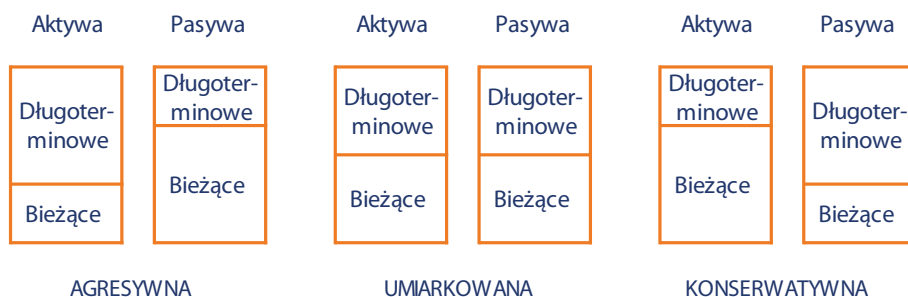 Aktywa Pasywa Aktywa Pasywa Aktywa Pasywa
Długoter-
minowe
Bieżące
Długoter-
minowe
Bieżące
Długoter-
minowe
Bieżące
Długoter-
minowe
Bieżące
Długoter-
minowe
Bieżące
Długoter-
minowe
Bieżące
AGRESYWNA UMIARKOWANA KONSERWATYWNA